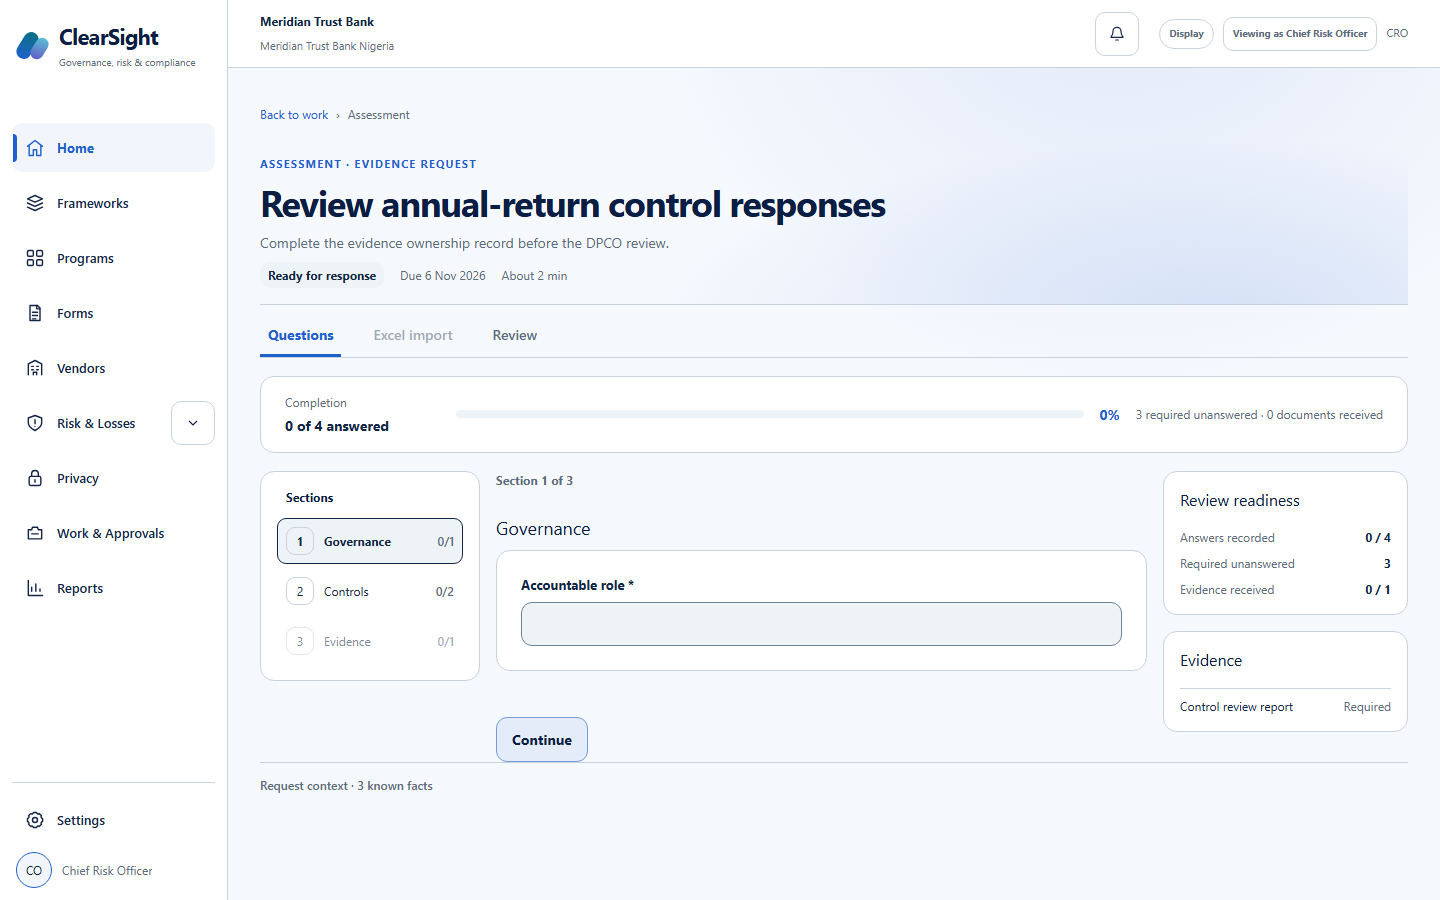 ClearSight
Governance, risk & compliance
Home
Frameworks
Programs
Forms
Vendors
Risk & Losses
Privacy
Work & Approvals
Reports
Settings
CO
Chief Risk Officer
Meridian Trust Bank
Meridian Trust Bank Nigeria
Display
Viewing as Chief Risk Officer
CRO
Back to work › Assessment
ASSESSMENT · EVIDENCE REQUEST
Review annual-return control responses
Complete the evidence ownership record before the DPCO review.
Ready for response Due 6 Nov 2026 About 2 min
Questions Excel import Review
Completion
0 of 4 answered
0% 3 required unanswered · 0 documents received
Sections
1 Governance 0/1
2 Controls 0/2
3 Evidence 0/1
Section 1 of 3
Governance
Accountable role *
Continue
Review readiness
Answers recorded 0 / 4
Required unanswered 3
Evidence received 0 / 1
Evidence
Control review report Required
Request context · 3 known facts